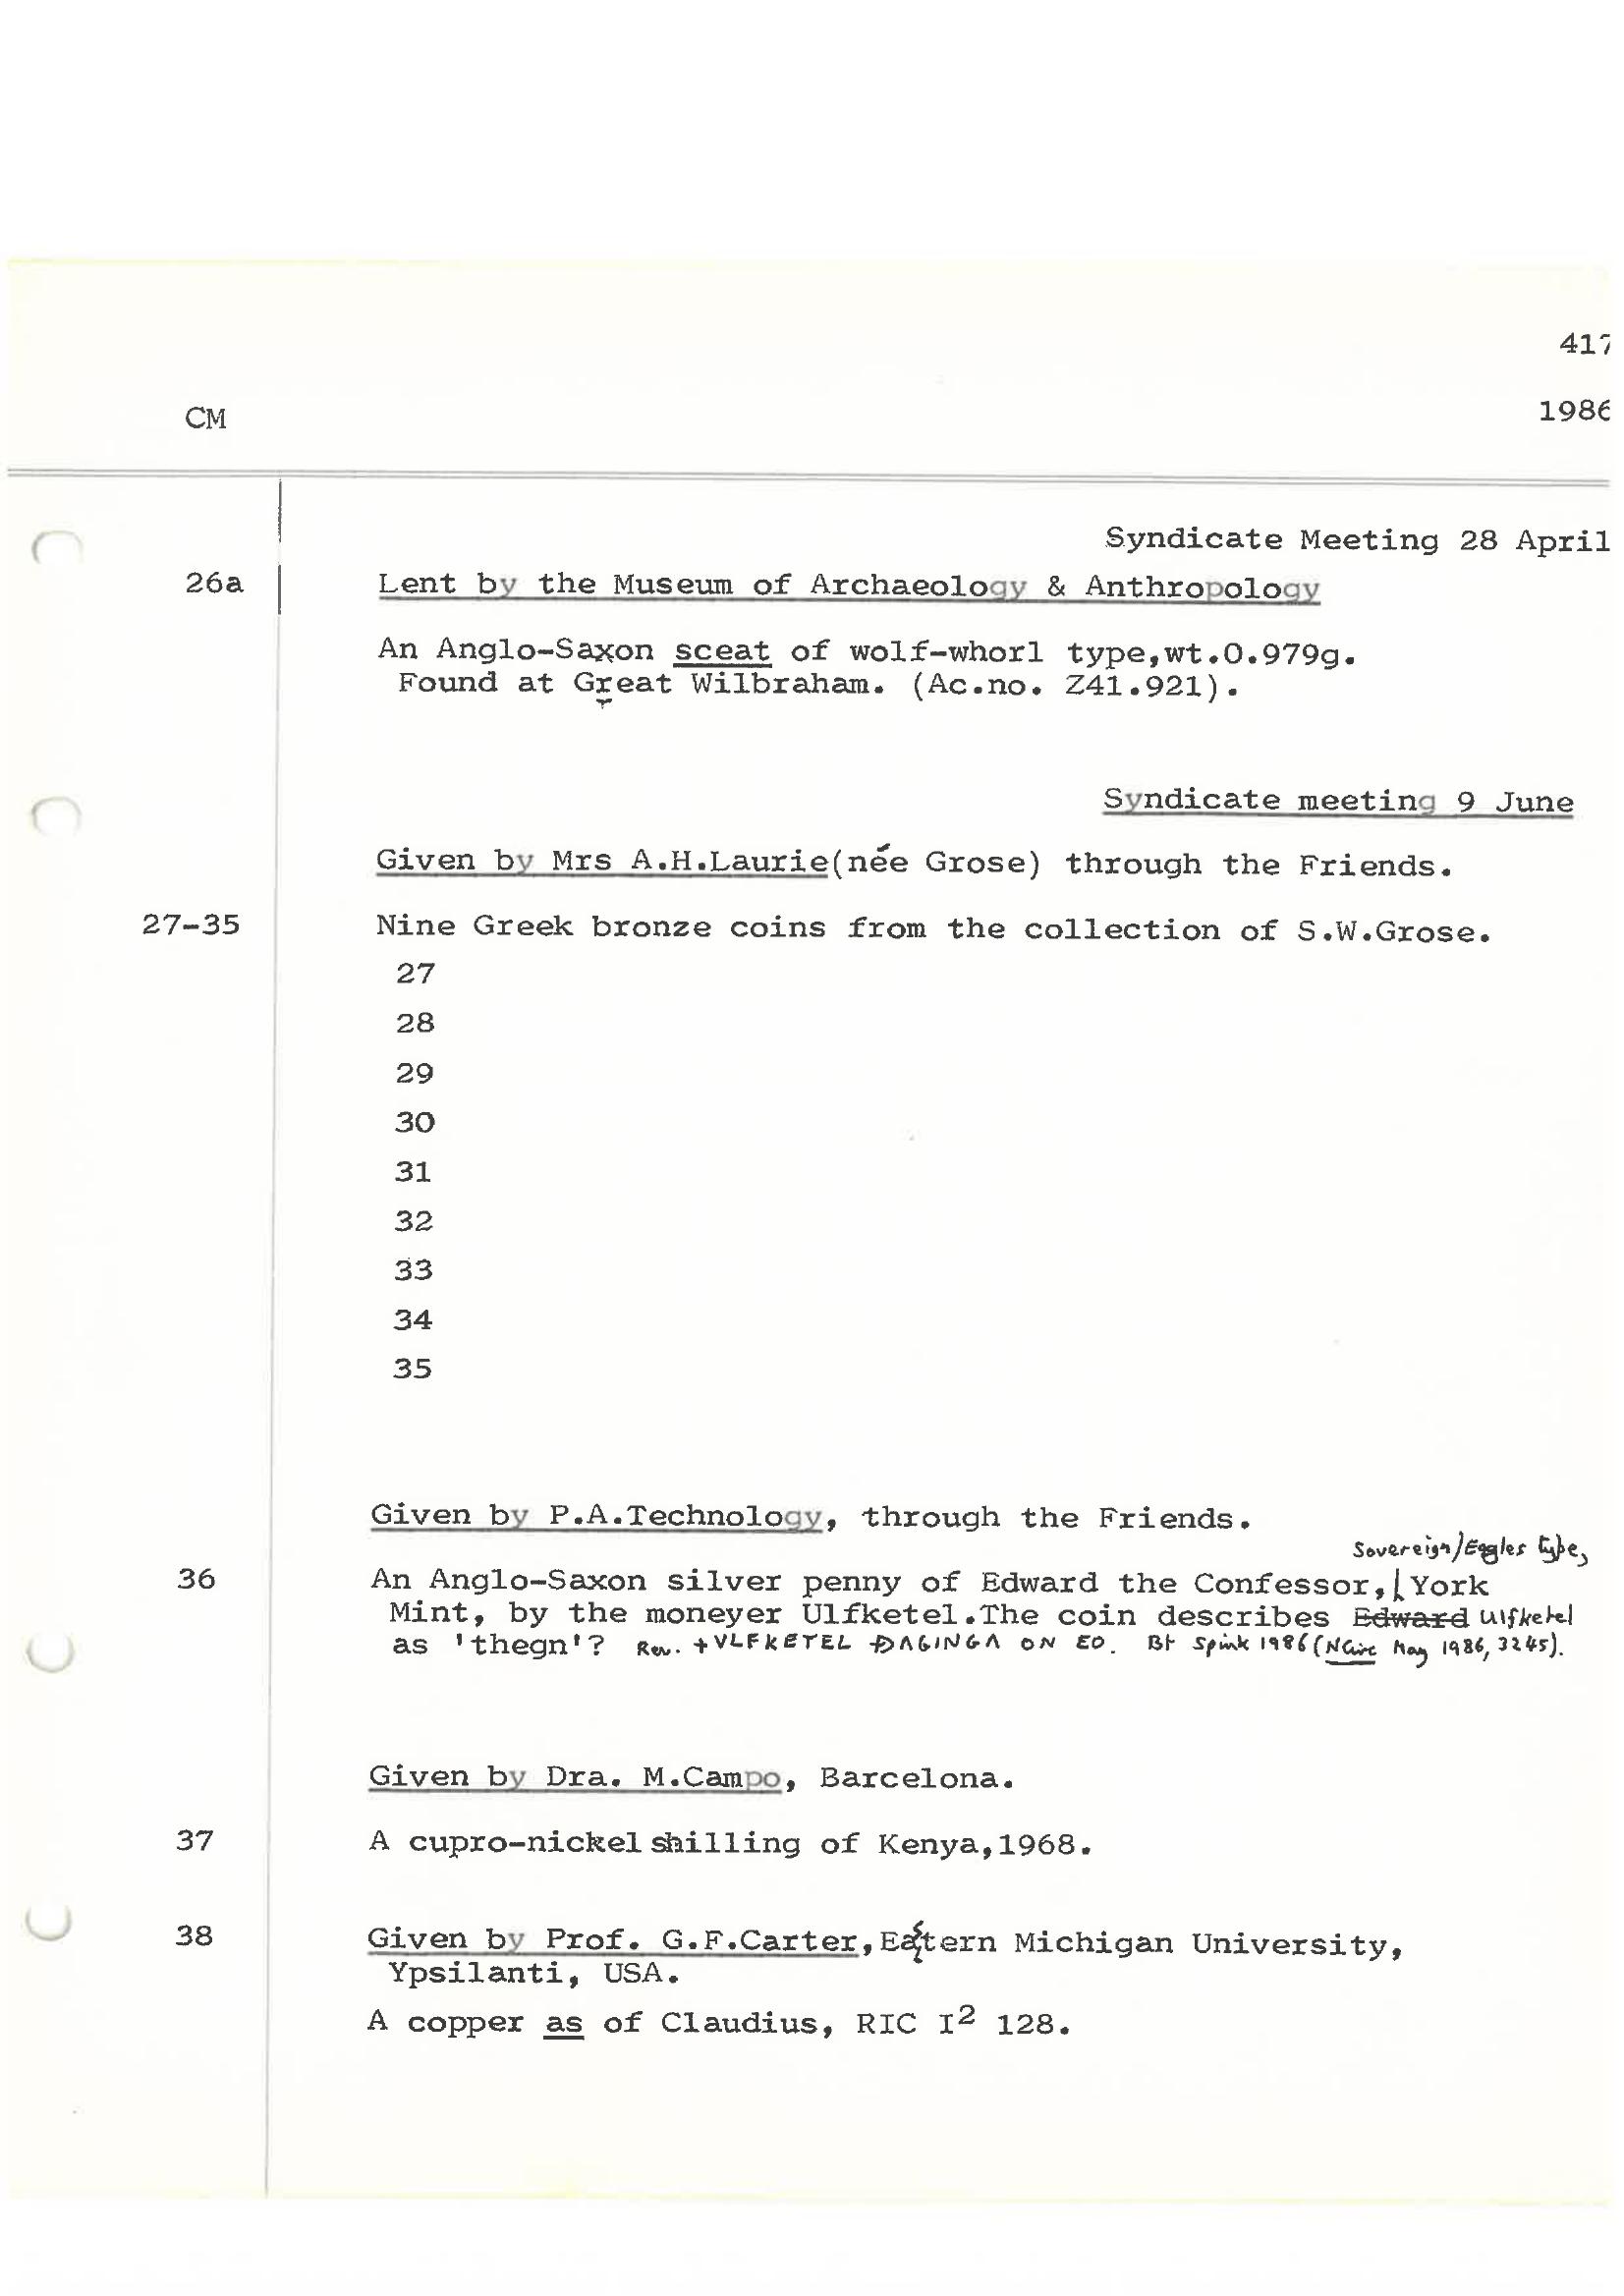 417
CM 1986
Syndicate Meeting 28 April
26a Lent by the Museum of Archaeology & Anthropology
An Anglo-Saxon sceat of wolf-whorl type,wt.0.979g.
Found at Great Wilbraham. (Ac.no. Z41.921).
Syndicate meeting 9 June
Given by Mrs A.H.Laurie(née Grose) through the Friends.
27-35 Nine Greek bronze coins from the collection of S.W.Grose.
27
28
29
30
31
32
33
34
35
Given by P.A.Technology, through the Friends.
Sovereign/Eagles type,
36 An Anglo-Saxon silver penny of Edward the Confessor, York
Mint, by the moneyer Ulfketel.The coin describes Edward Ulfketel
as 'thegn'? Rev. +VLFKETEL ÐAGINGA ON EO. Bt Spink 1986 (NCirc May 1986, 3245).
Given by Dra. M.Campo, Barcelona.
37 A cupro-nickel shilling of Kenya,1968.
38 Given by Prof. G.F.Carter,Eastern Michigan University,
Ypsilanti, USA.
A copper as of Claudius, RIC I² 128.